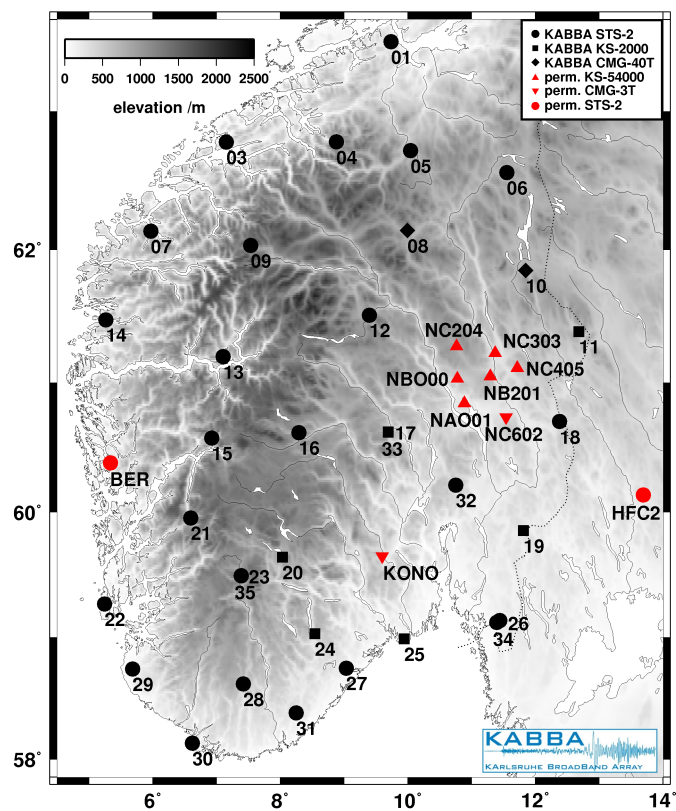 KABBA STS-2
KABBA KS-2000
KABBA CMG-40T
perm. KS-54000
perm. CMG-3T
perm. STS-2
0 500 1000 1500 2000 2500
elevation /m
01
03
04
05
06
07
08
62°
09
10
14
12
NC204
NC303
11
13
NBO00
NC405
NB201
NAO01
NC602
15
16
17
33
18
BER
32
HFC2
60°
21
19
20
KONO
23
35
22
26
34
24
25
29
28
27
31
30
58°
KABBA
KARLSRUHE BROADBAND ARRAY
6° 8° 10° 12° 14°